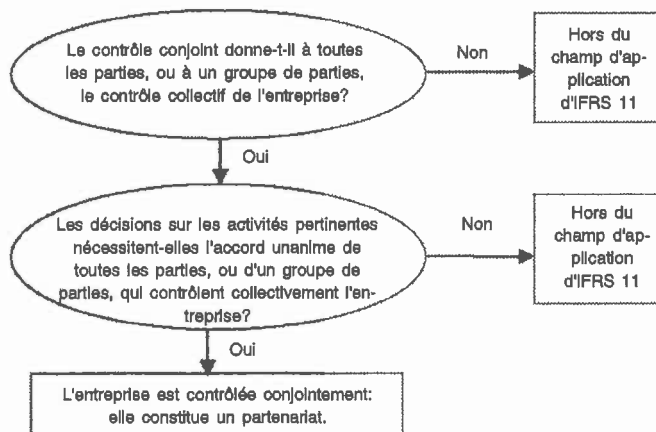 Le contrôle conjoint donne-t-il à toutes
les parties, ou à un groupe de parties,
le contrôle collectif de l'entreprise?
Non
Hors du
champ d'ap-
plication
d'IFRS 11
Oui
Les décisions sur les activités pertinentes
nécessitent-elles l'accord unanime de
toutes les parties, ou d'un groupe de
parties, qui contrôlent collectivement l'en-
treprise?
Non
Hors du
champ d'ap-
plication
d'IFRS 11
Oui
L'entreprise est contrôlée conjointement:
elle constitue un partenariat.